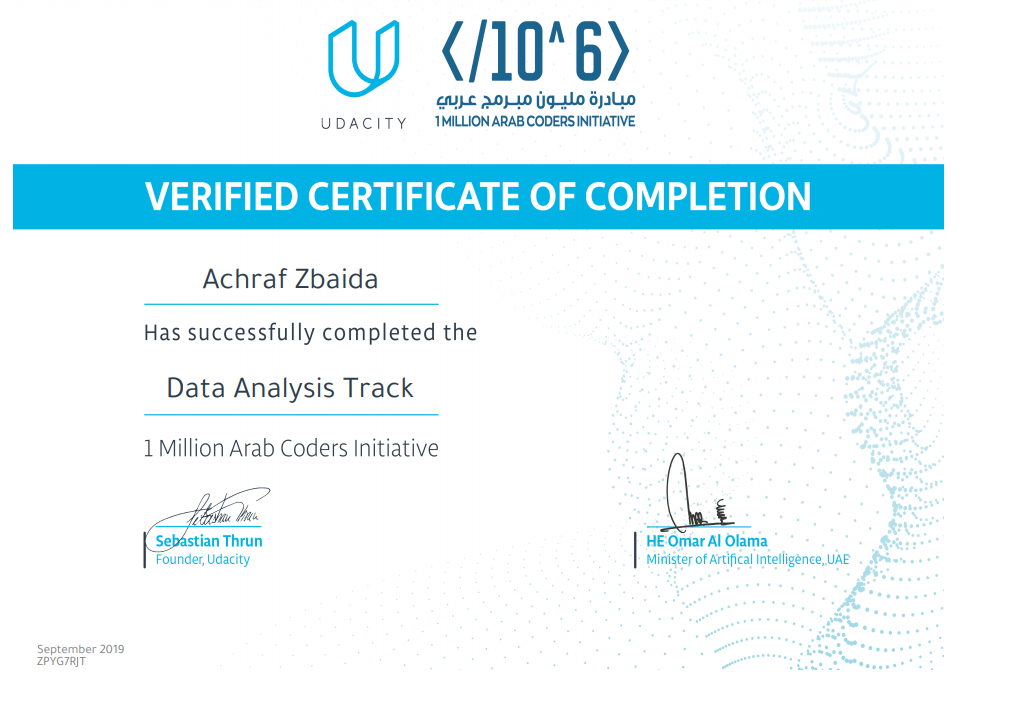 UDACITY
</10^6>
مبادرة مليون مبرمج عربي
1 MILLION ARAB CODERS INITIATIVE
VERIFIED CERTIFICATE OF COMPLETION
Achraf Zbaida
Has successfully completed the
Data Analysis Track
1 Million Arab Coders Initiative
Sebastian Thrun
Founder, Udacity
HE Omar Al Olama
Minister of Artifical Intelligence, UAE
September 2019
ZPYG7RJT